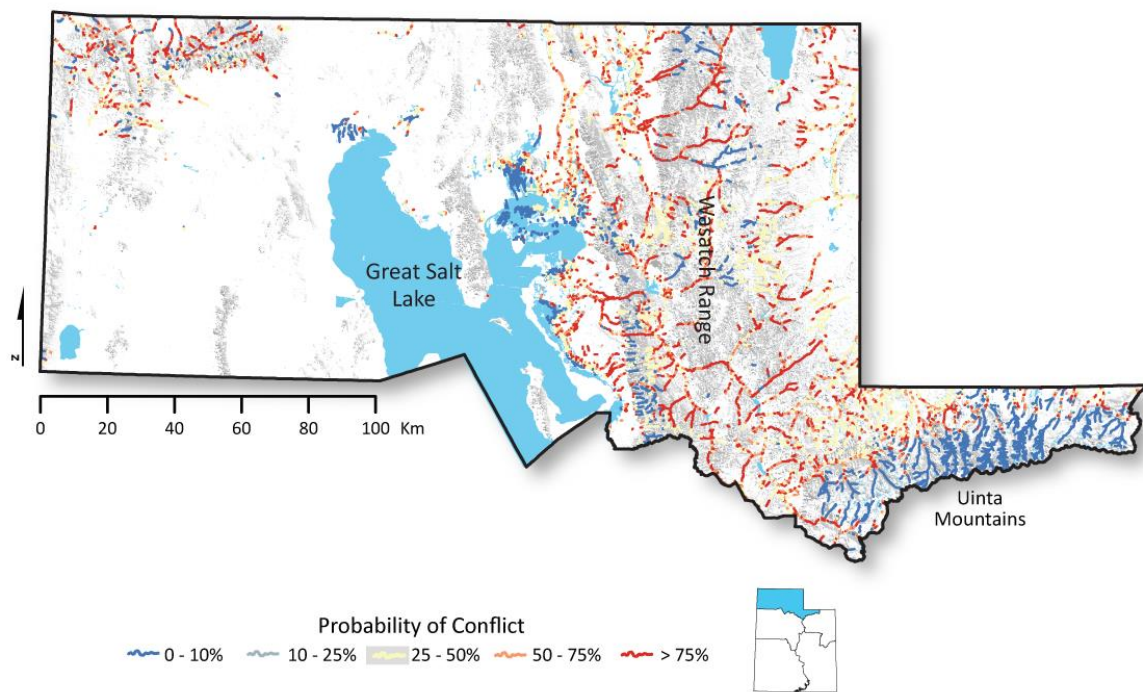 Great Salt
Lake
Wasatch Range
N
0 20 40 60 80 100 Km
Uinta
Mountains
Probability of Conflict
0 - 10% 10 - 25% 25 - 50% 50 - 75% > 75%